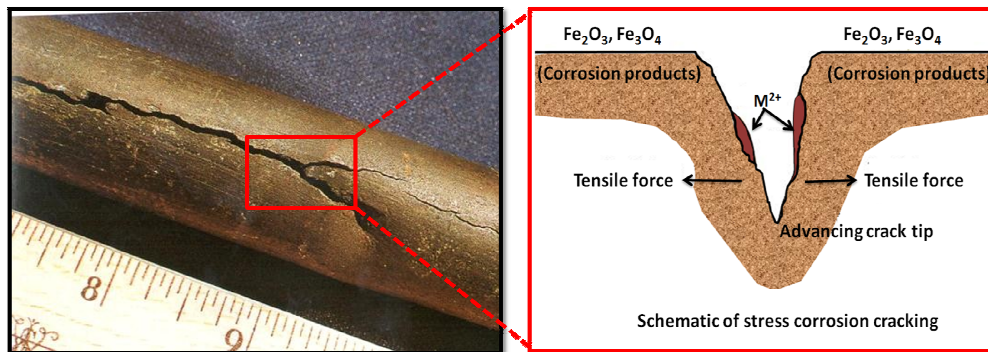 8
9
Fe₂O₃, Fe₃O₄
Fe₂O₃, Fe₃O₄
(Corrosion products)
(Corrosion products)
M²⁺
Tensile force
Tensile force
Advancing crack tip
Schematic of stress corrosion cracking